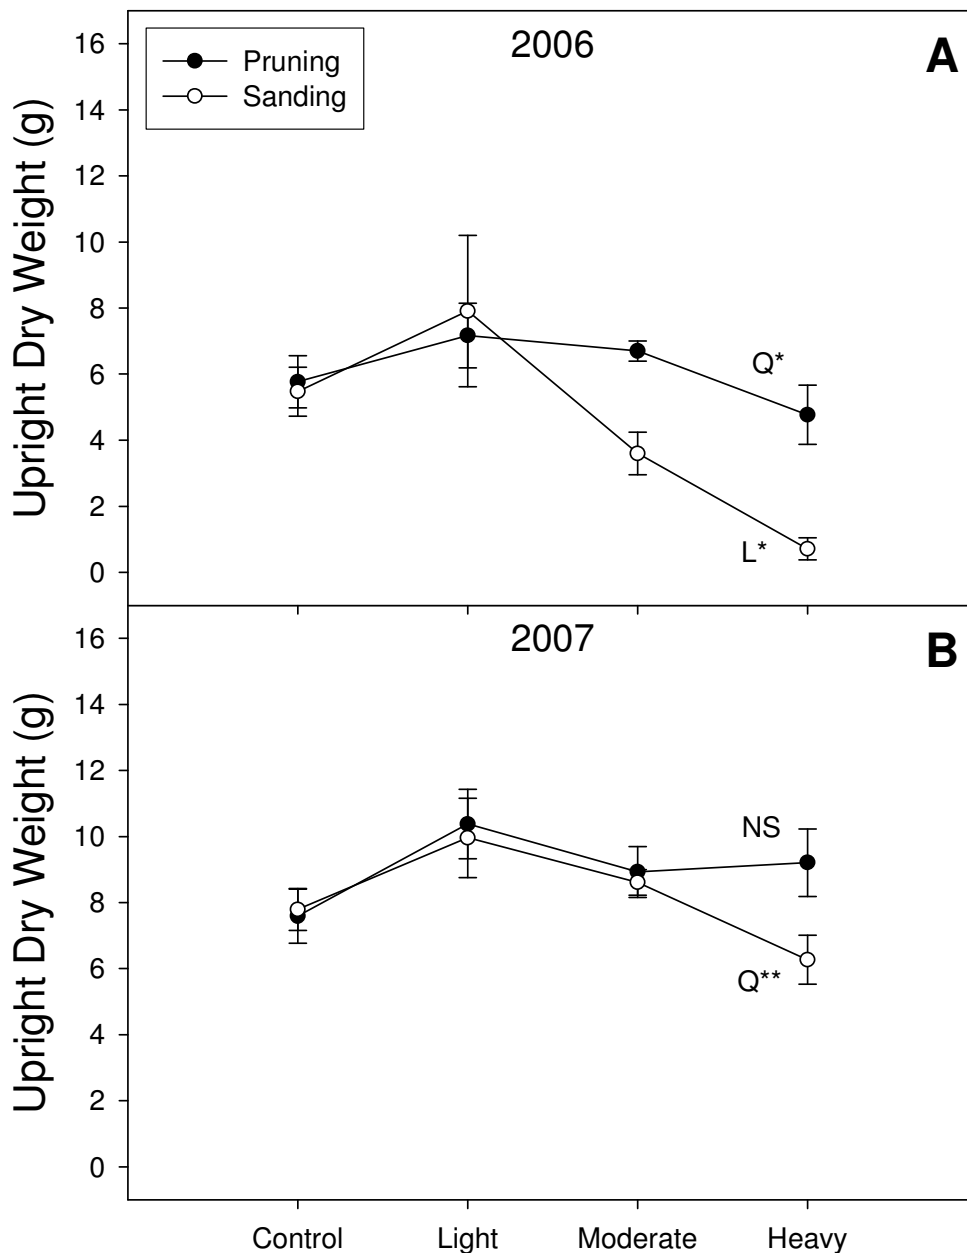 2006
A
Pruning
Sanding
Upright Dry Weight (g)
16
14
12
10
8
6
4
2
0
Q*
L*
2007
B
Upright Dry Weight (g)
16
14
12
10
8
6
4
2
0
NS
Q**
Control Light Moderate Heavy